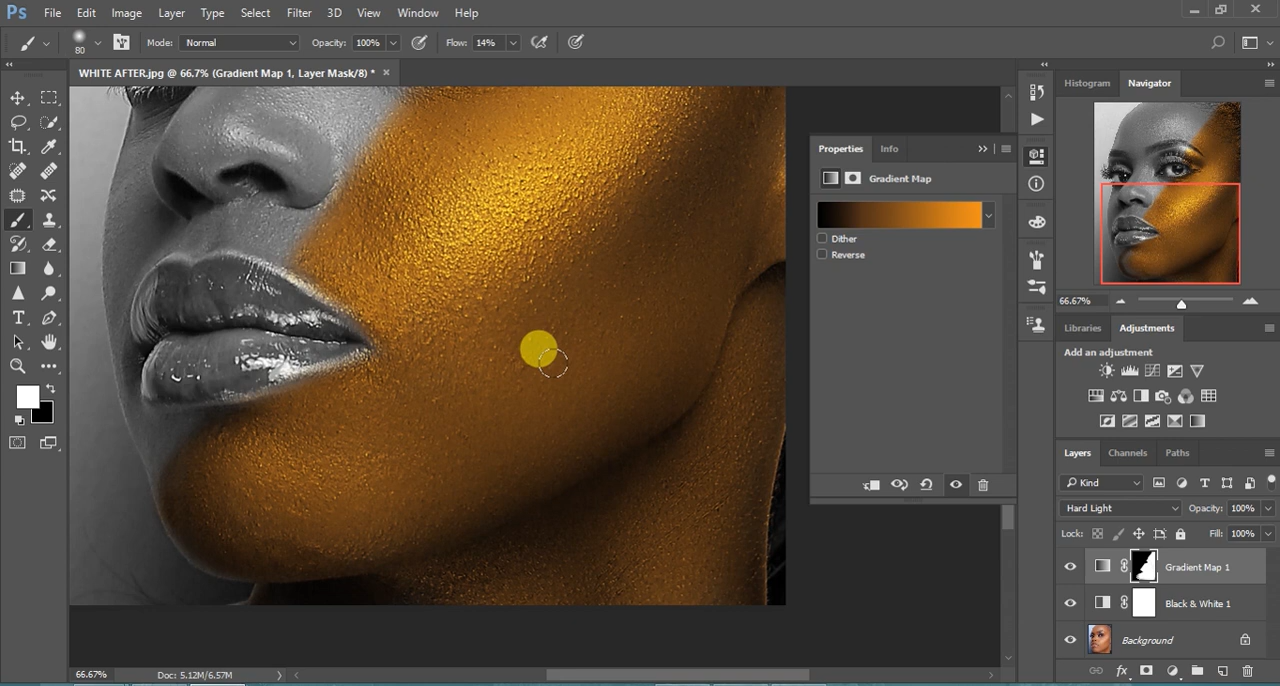 Ps File Edit Image Layer Type Select Filter 3D View Window Help
80 Mode: Normal Opacity: 100% Flow: 14%
WHITE AFTER.jpg @ 66.7% (Gradient Map 1, Layer Mask/8) * ×
Histogram Navigator
Properties Info
Gradient Map
Dither
Reverse
66.67%
Libraries Adjustments
Add an adjustment
Layers Channels Paths
Kind
Hard Light Opacity: 100%
Lock: Fill: 100%
Gradient Map 1
Black & White 1
Background
66.67% Doc: 5.12M/6.57M